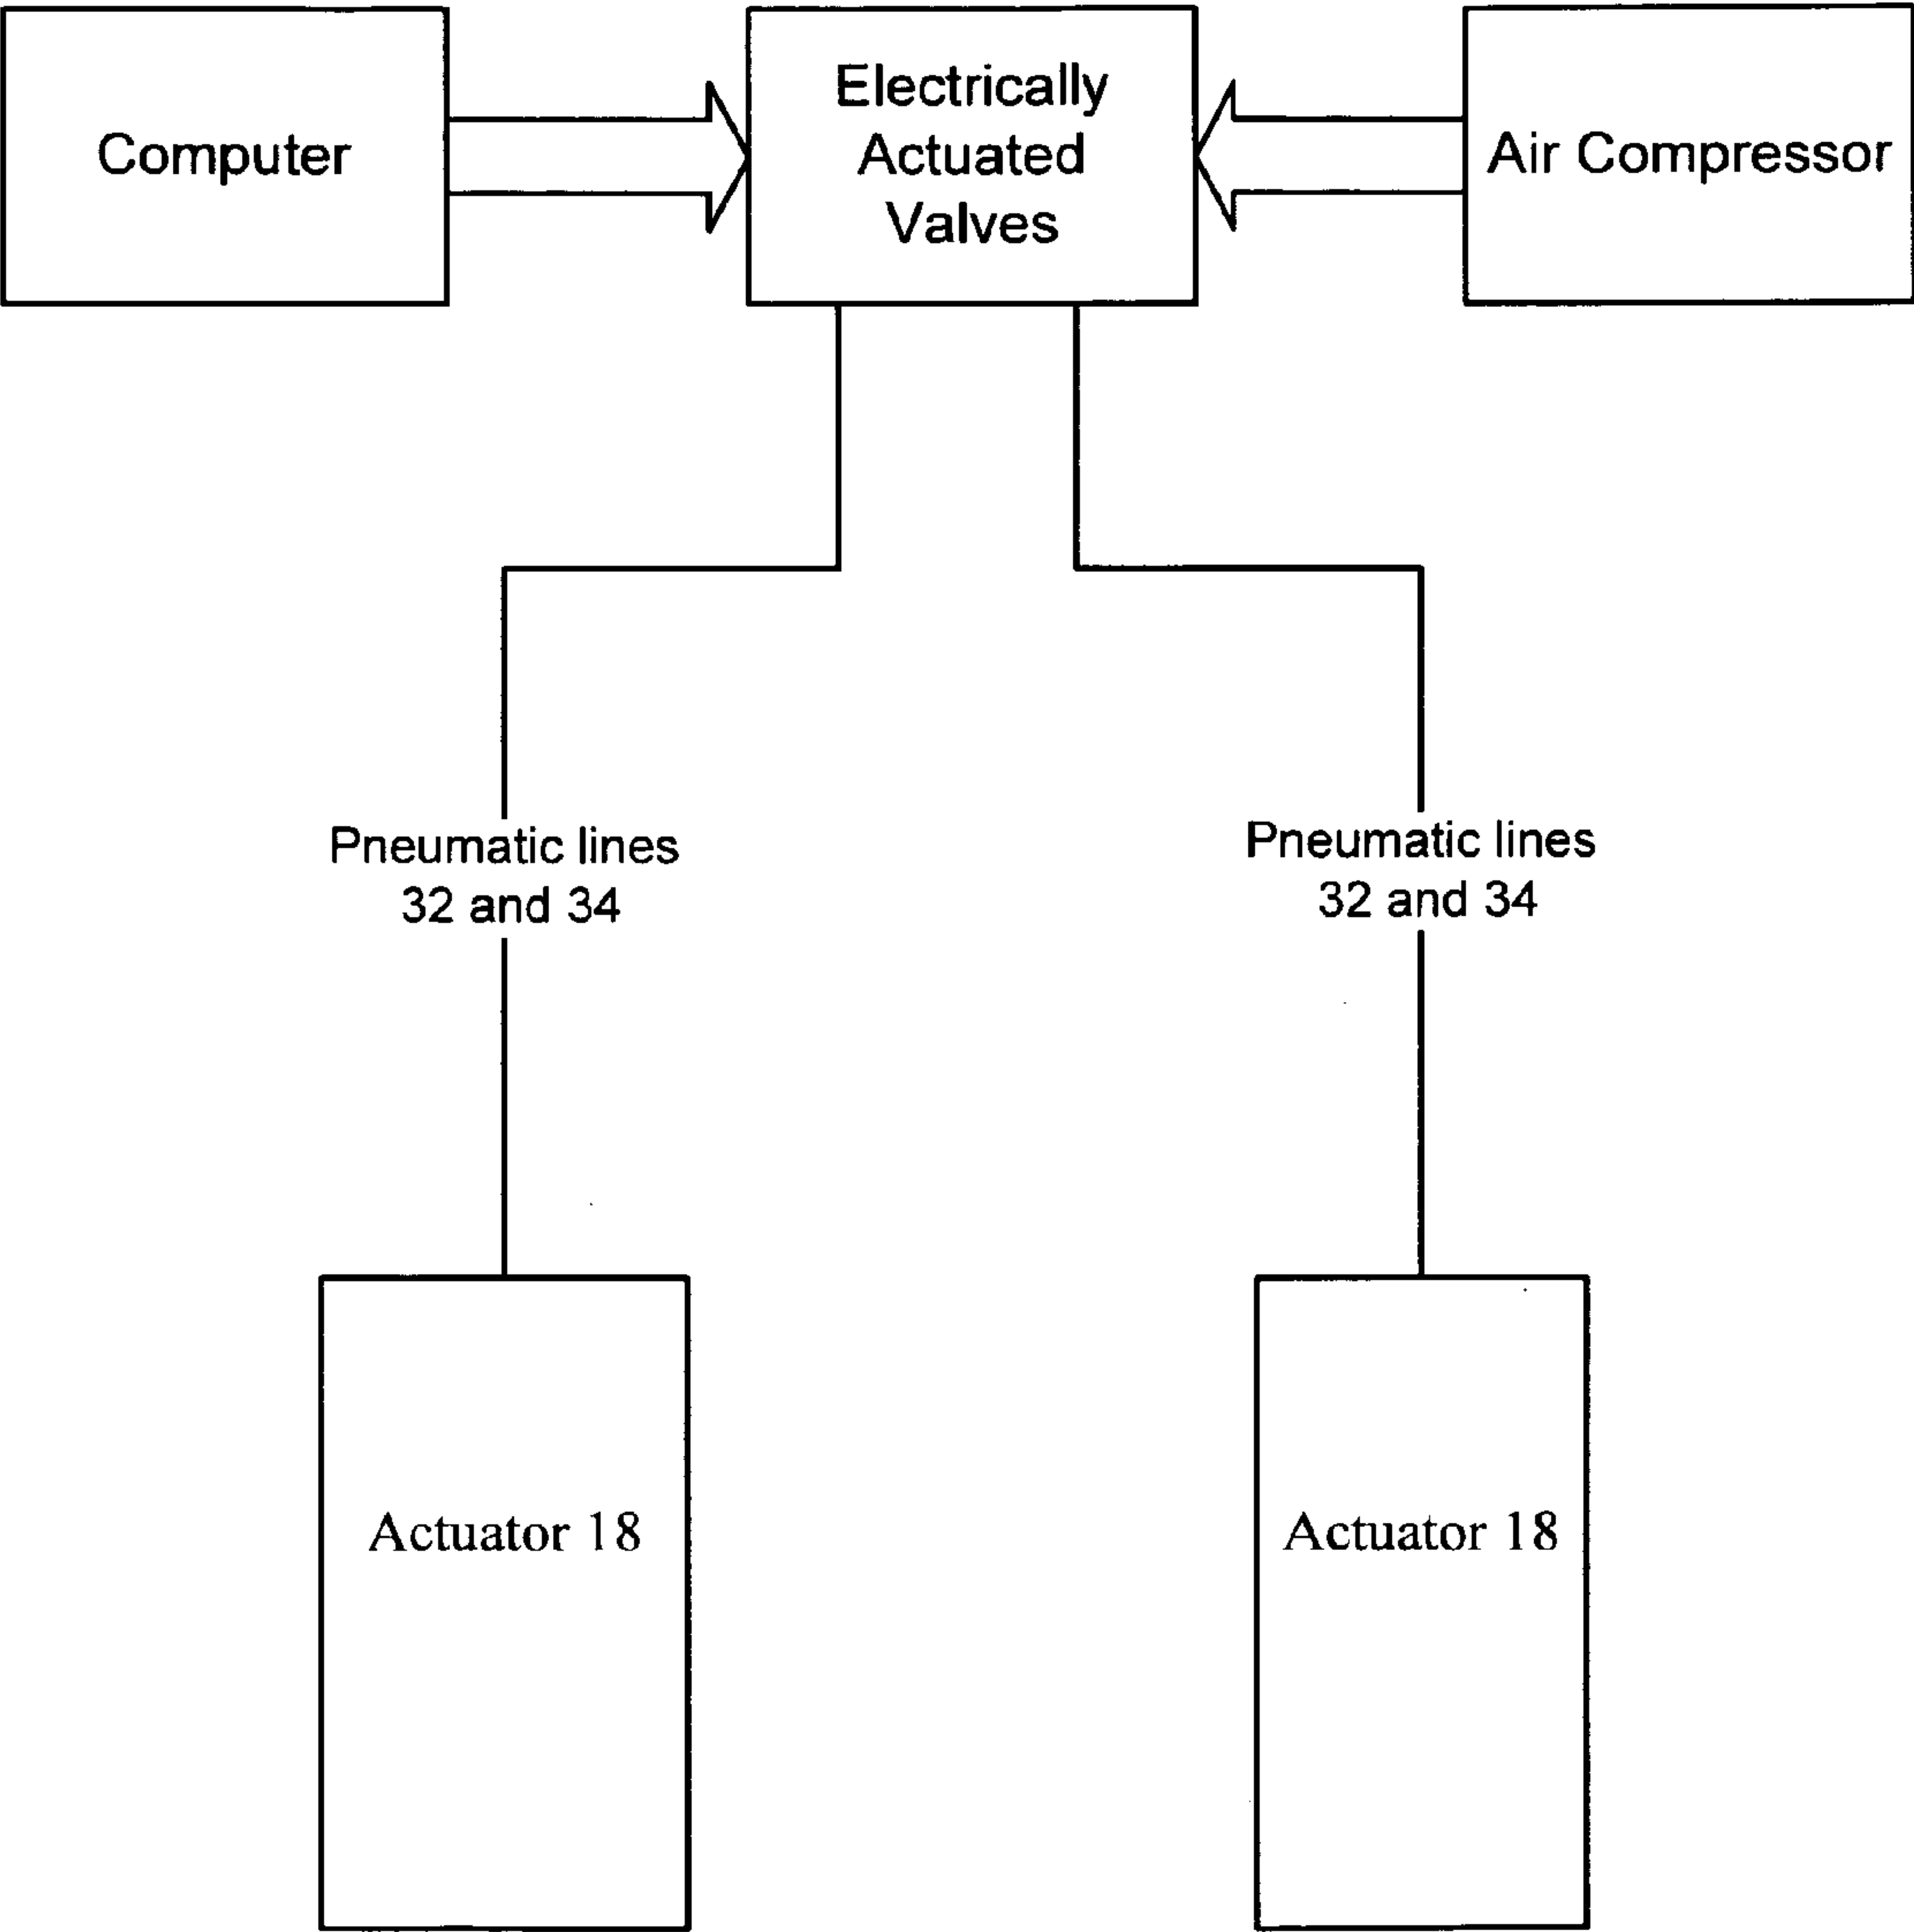 Computer
Electrically
Actuated
Valves
Air Compressor
Pneumatic lines
32 and 34
Pneumatic lines
32 and 34
Actuator 18
Actuator 18